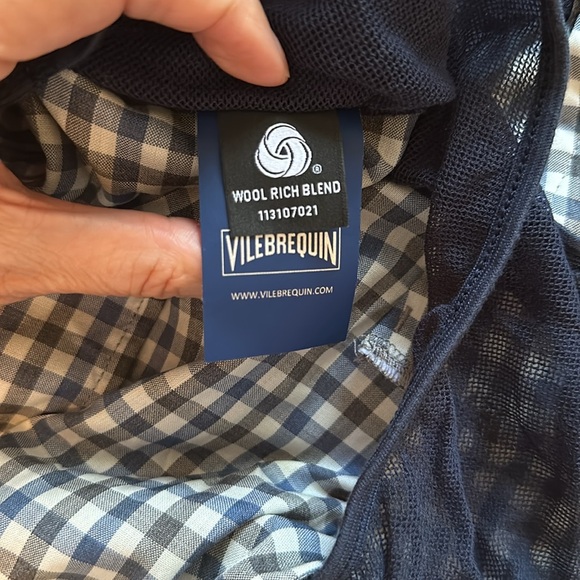 ®
WOOL RICH BLEND
113107021
VILEBREQUIN
WWW.VILEBREQUIN.COM